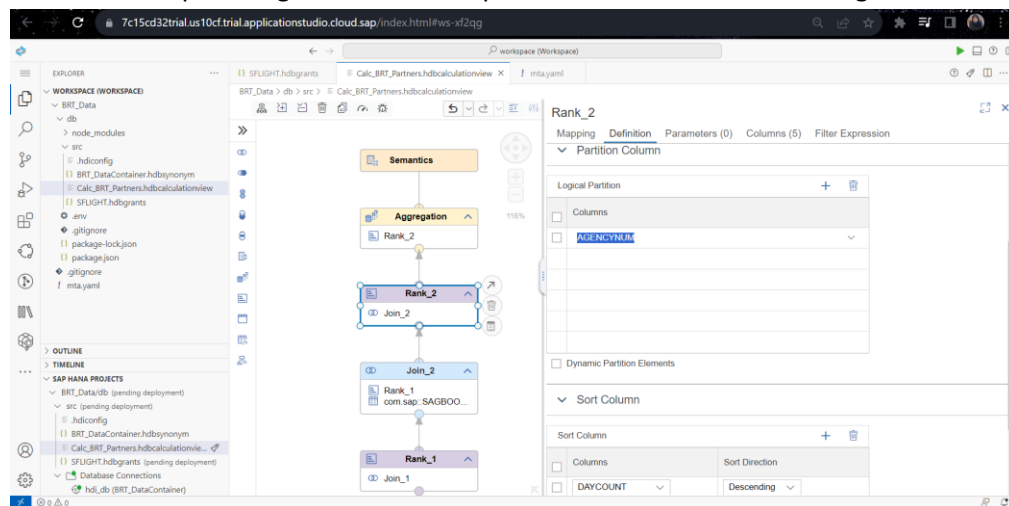 7c15cd32trial.us10cf.trial.applicationstudio.cloud.sap/index.html#ws-xf2qg
workspace (Workspace)
EXPLORER
WORKSPACE (WORKSPACE)
BRT_Data
db
node_modules
src
.hdiconfig
BRT_DataContainer.hdbsynonym
Calc_BRT_Partners.hdbcalculationview
SFLIGHT.hdbgrants
.env
.gitignore
package-lock.json
package.json
.gitignore
mta.yaml
OUTLINE
TIMELINE
SAP HANA PROJECTS
BRT_Data/db (pending deployment)
src (pending deployment)
.hdiconfig
BRT_DataContainer.hdbsynonym
Calc_BRT_Partners.hdbcalculationvie...
SFLIGHT.hdbgrants (pending deployment)
Database Connections
hdi_db (BRT_DataContainer)
SFLIGHT.hdbgrants
Calc_BRT_Partners.hdbcalculationview
mta.yaml
BRT_Data > db > src > Calc_BRT_Partners.hdbcalculationview
Semantics
116%
Aggregation
Rank_2
Rank_2
Join_2
Join_2
Rank_1
com.sap::SAGBOO...
Rank_1
Join_1
Rank_2
Mapping Definition Parameters (0) Columns (5) Filter Expression
Partition Column
Logical Partition
Columns
AGENCYNUM
Dynamic Partition Elements
Sort Column
Sort Column
Columns Sort Direction
DAYCOUNT Descending
0 0